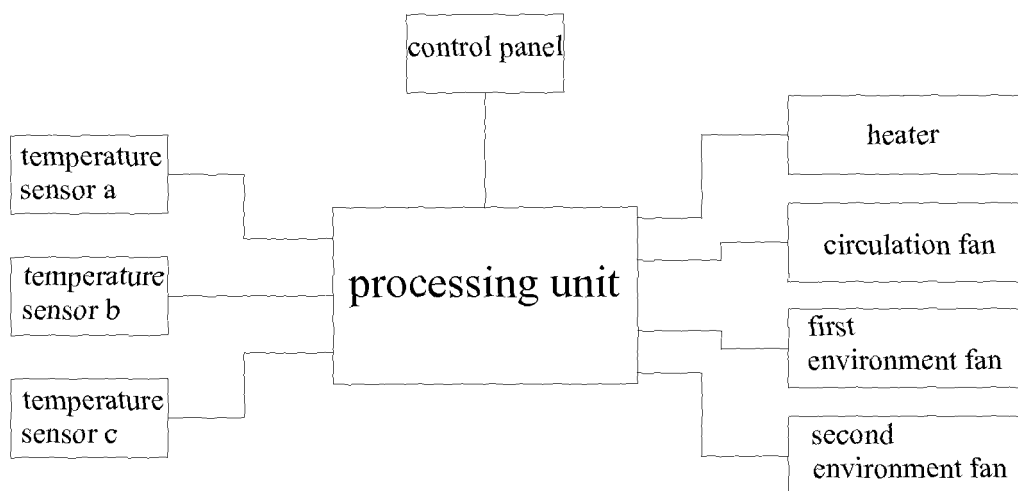 control panel
temperature
sensor a
temperature
sensor b
temperature
sensor c
processing unit
heater
circulation fan
first
environment fan
second
environment fan